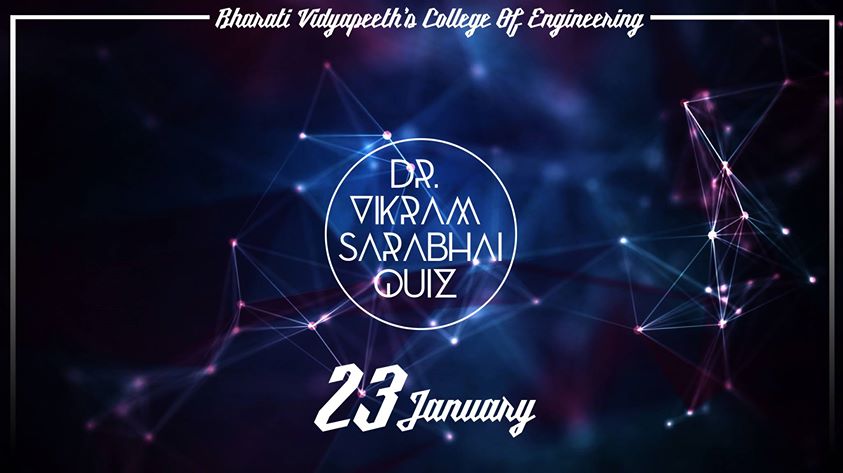 Bharati Vidyapeeth's College Of Engineering
DR.
VIKRAM
SARABHAI
QUIZ
23 January